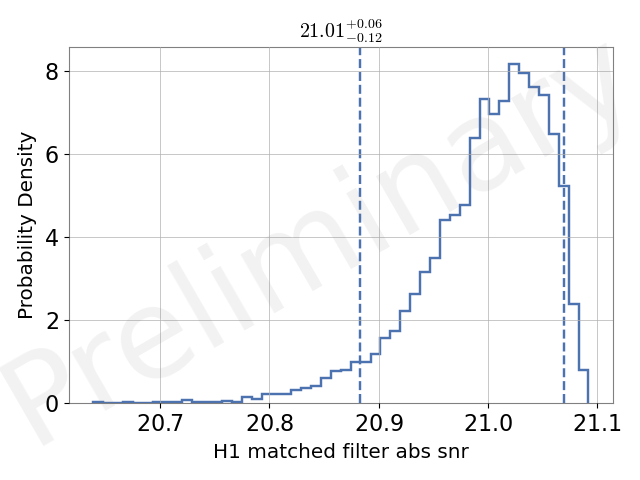 21.01+0.06 −0.12
8
6
4
2
0
Probability Density
20.7 20.8 20.9 21.0 21.1
H1 matched filter abs snr
Preliminary